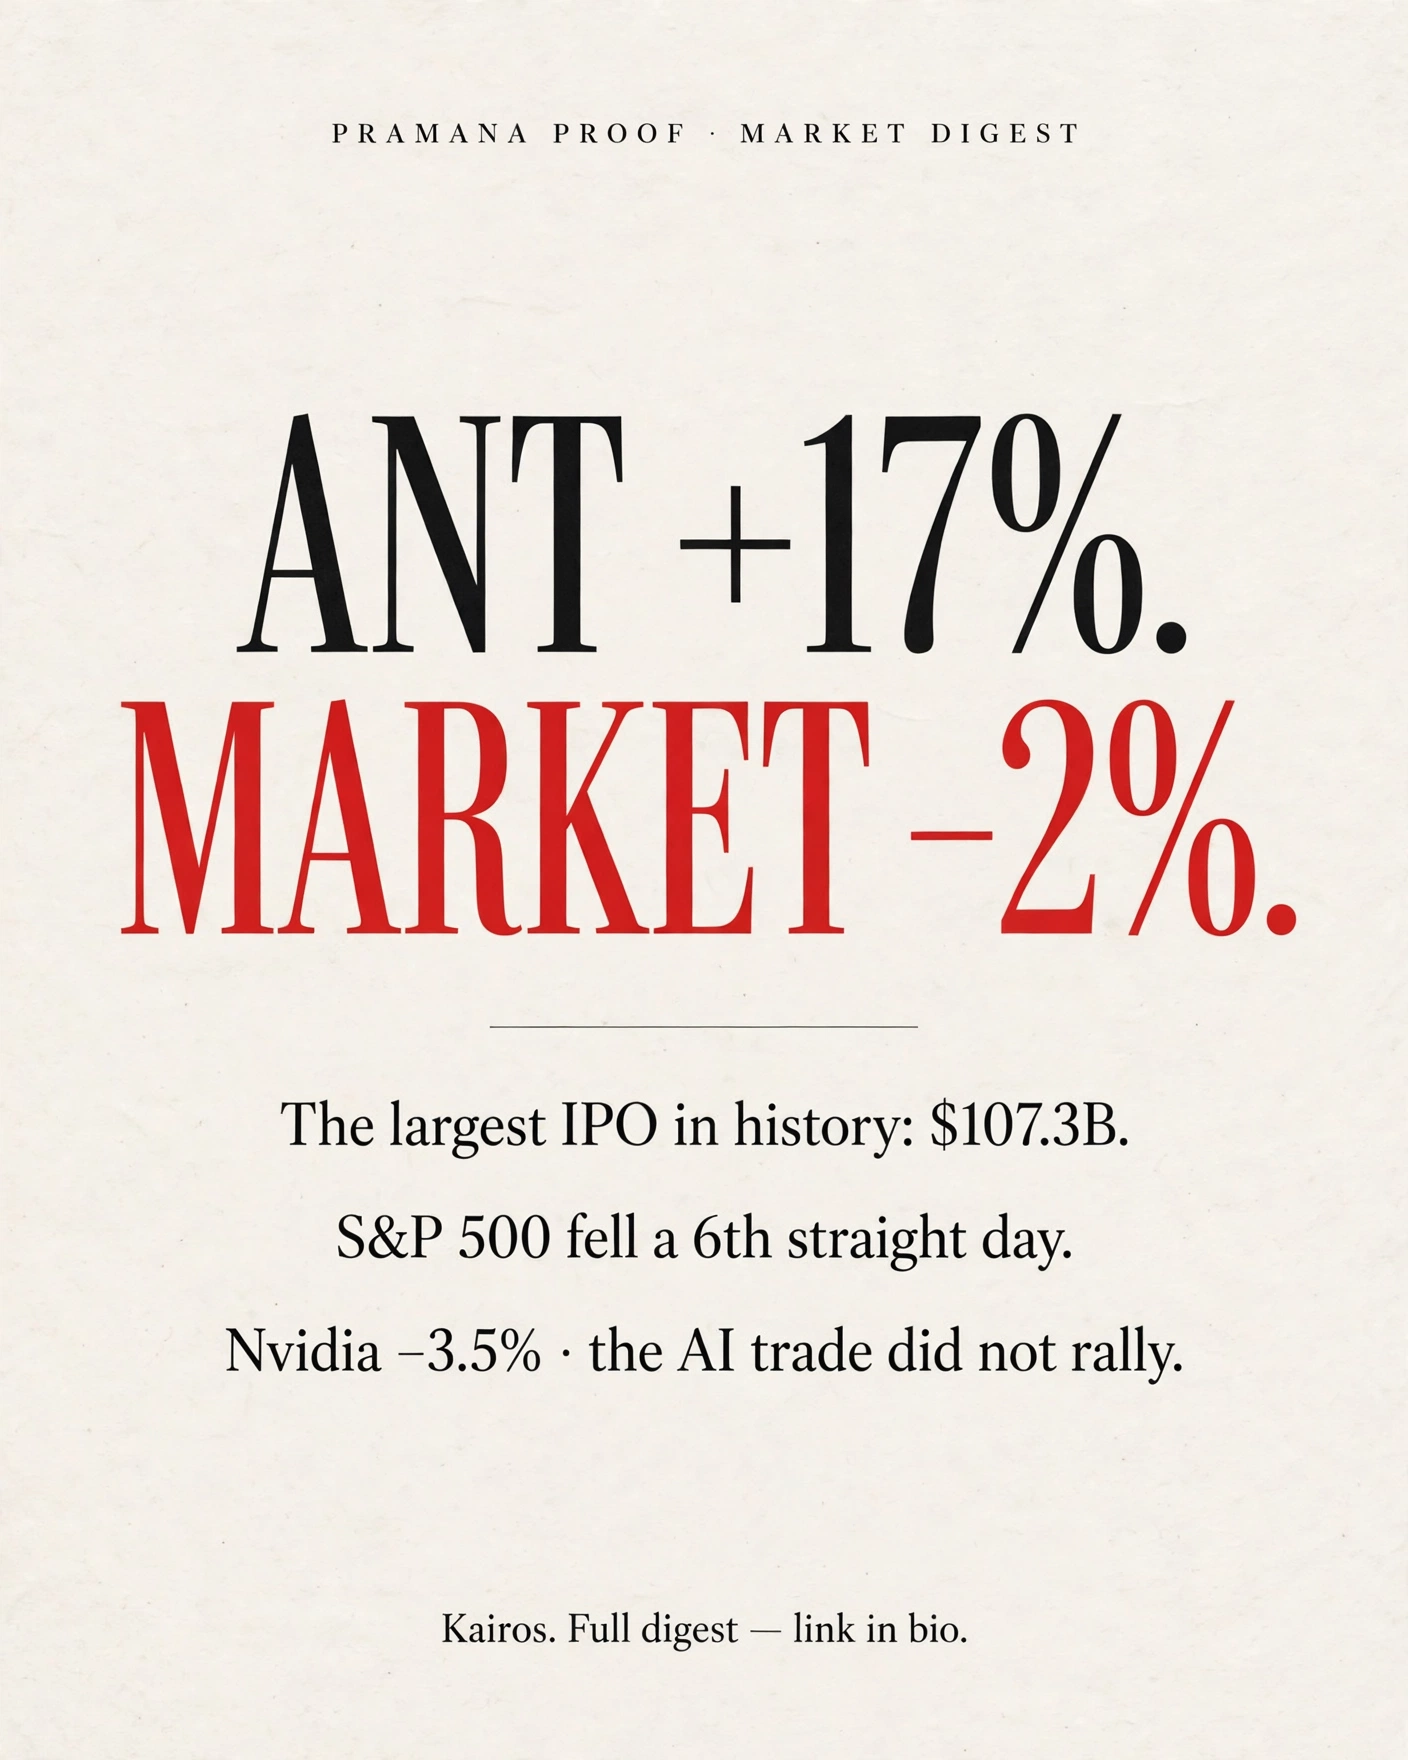 PRAMANA PROOF · MARKET DIGEST
ANT +17%.
MARKET –2%.
The largest IPO in history: $107.3B.
S&P 500 fell a 6th straight day.
Nvidia –3.5% · the AI trade did not rally.
Kairos. Full digest — link in bio.